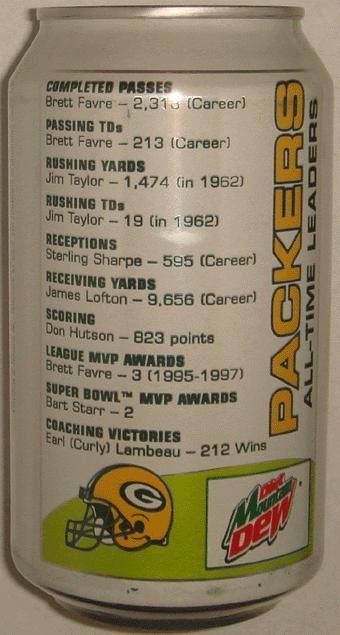 COMPLETED PASSES
Brett Favre – 2,318 (Career)
PASSING TDs
Brett Favre – 213 (Career)
RUSHING YARDS
Jim Taylor – 1,474 (in 1962)
RUSHING TDs
Jim Taylor – 19 (in 1962)
RECEPTIONS
Sterling Sharpe – 595 (Career)
RECEIVING YARDS
James Lofton – 9,656 (Career)
SCORING
Don Hutson – 823 points
LEAGUE MVP AWARDS
Brett Favre – 3 (1995-1997)
SUPER BOWL™ MVP AWARDS
Bart Starr – 2
COACHING VICTORIES
Earl (Curly) Lambeau – 212 Wins
PACKERS
ALL-TIME LEADERS
G
Diet
Mountain
Dew